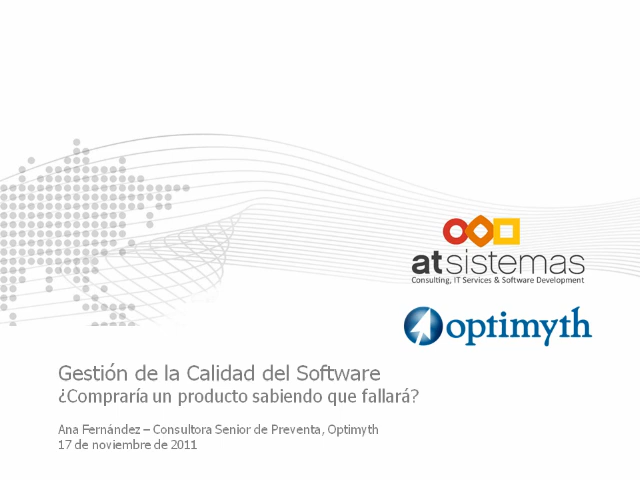 atsistemas
Consulting, IT Services & Software Development
optimyth
Gestión de la Calidad del Software
¿Compraría un producto sabiendo que fallará?
Ana Fernández – Consultora Senior de Preventa, Optimyth
17 de noviembre de 2011